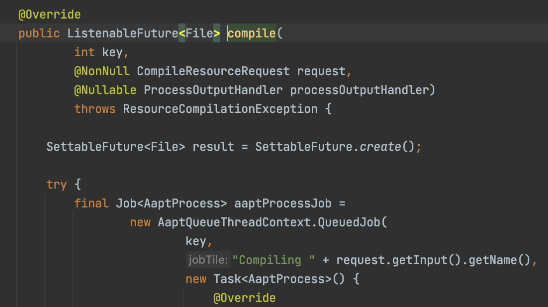 @Override
public ListenableFuture<File> compile(
int key,
@NonNull CompileResourceRequest request,
@Nullable ProcessOutputHandler processOutputHandler)
throws ResourceCompilationException {
SettableFuture<File> result = SettableFuture.create();
try {
final Job<AaptProcess> aaptProcessJob =
new AaptQueueThreadContext.QueuedJob(
key,
jobTile: "Compiling " + request.getInput().getName(),
new Task<AaptProcess>() {
@Override